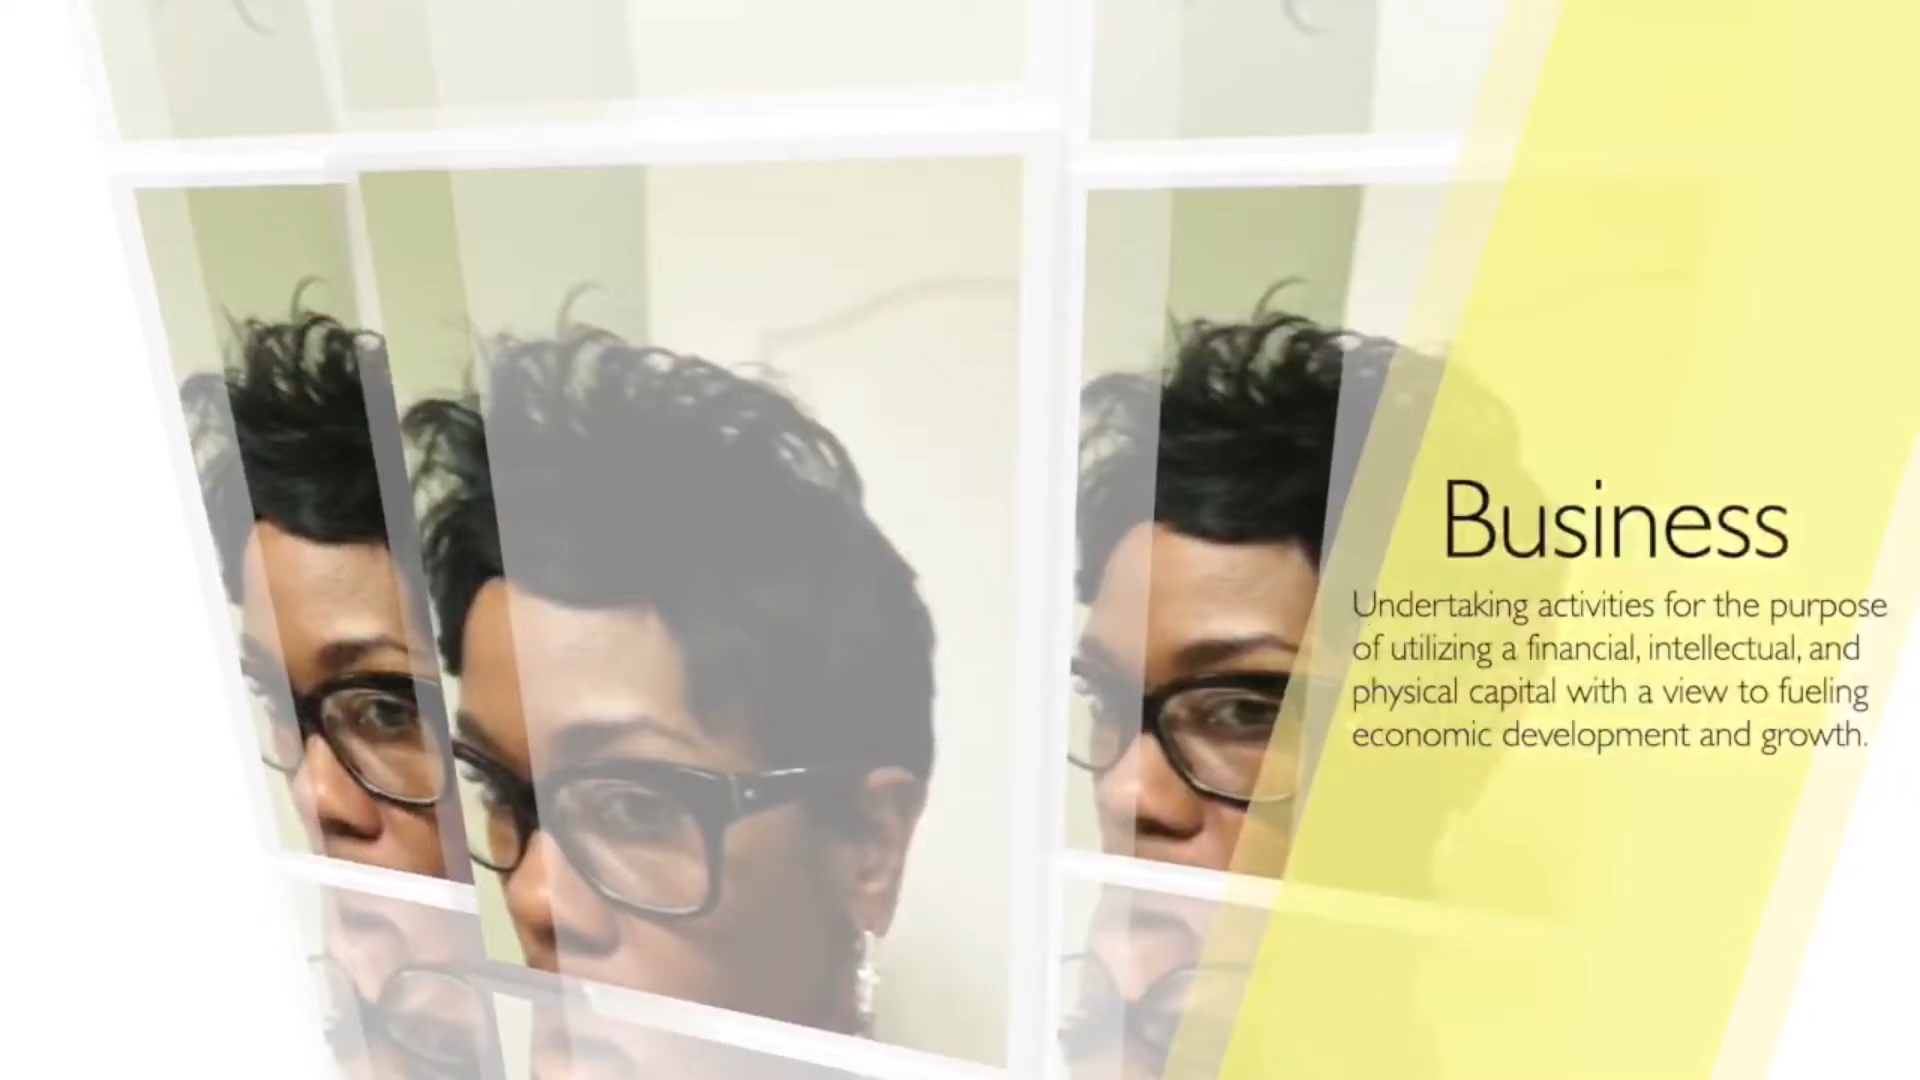 Business
Undertaking activities for the purpose
of utilizing a financial, intellectual, and
physical capital with a view to fueling
economic development and growth.